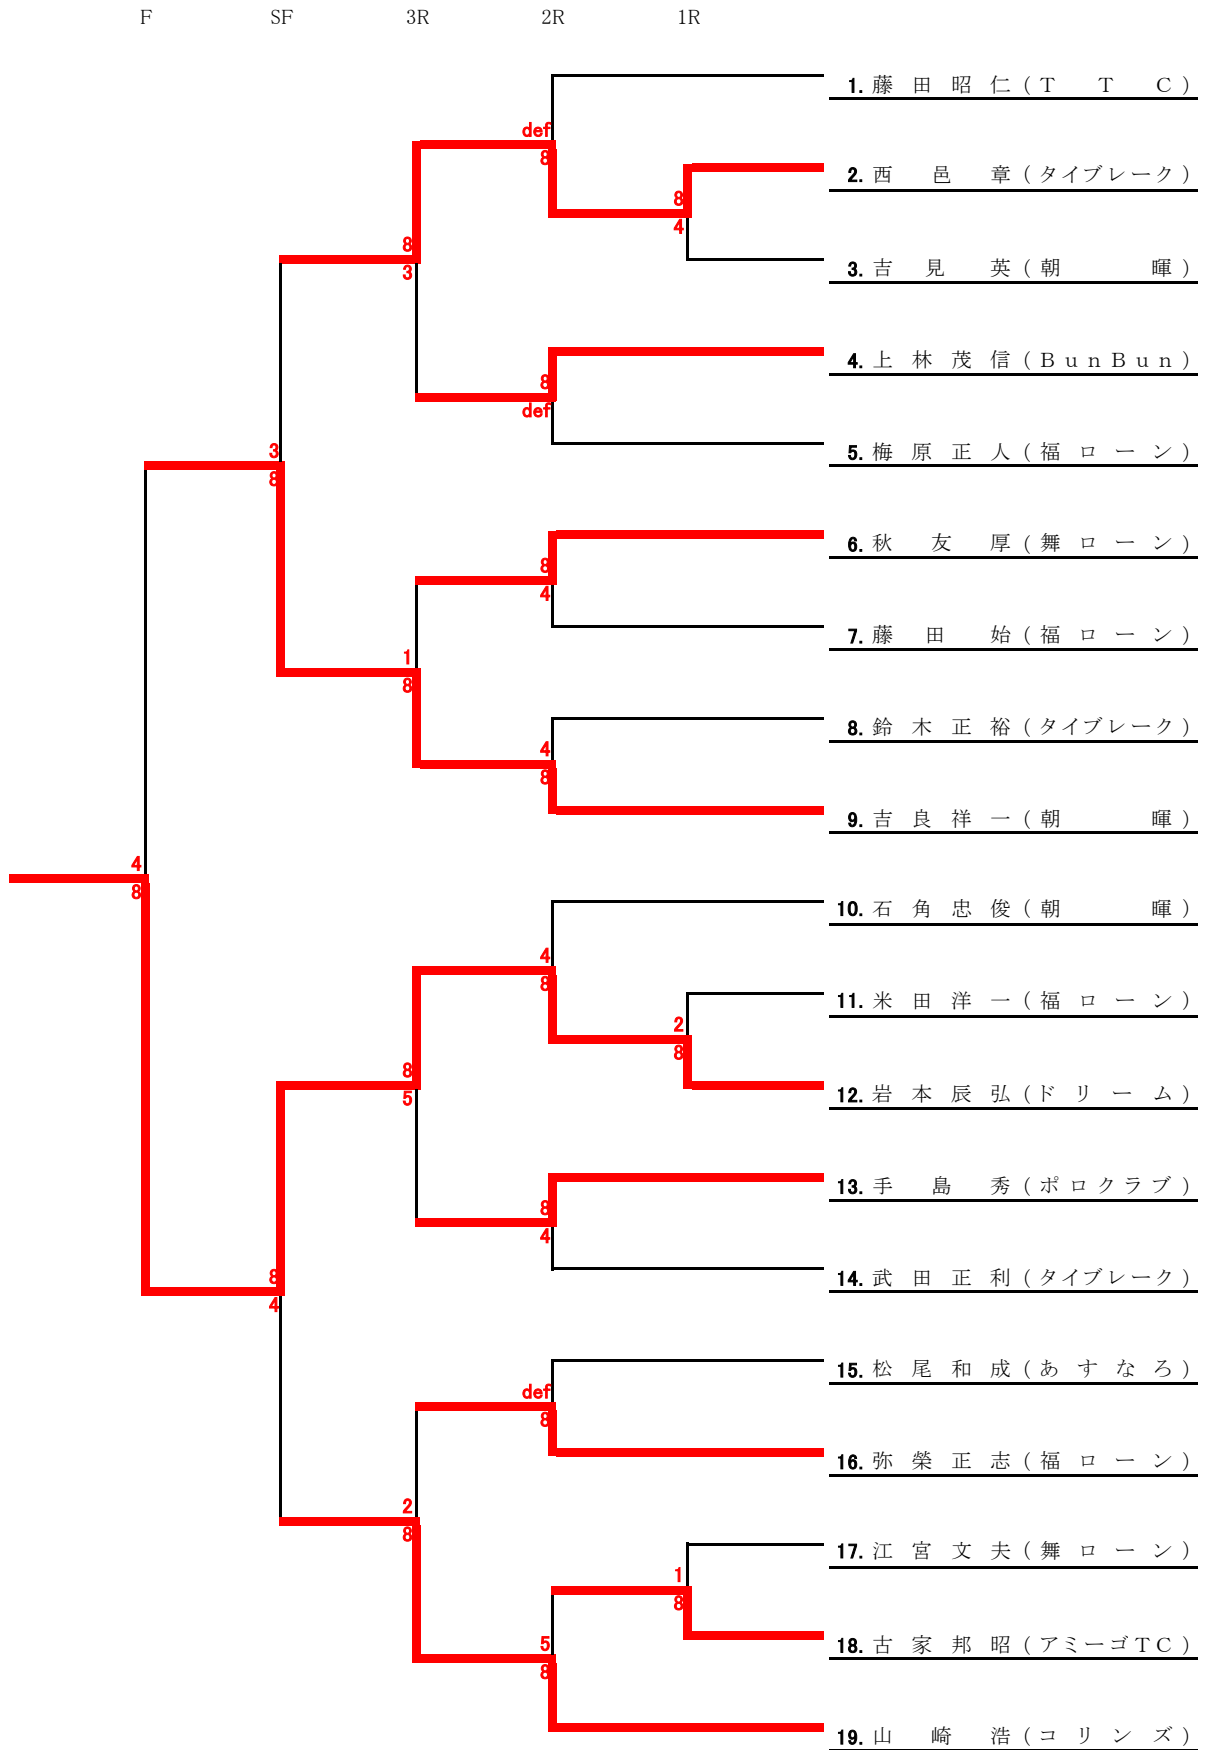 F SF 3R 2R 1R
1. 藤田昭仁(TTC)
def
8
2. 西邑章(タイブレーク)
8
4
8
3
3. 吉見英(朝暉)
4. 上林茂信(BunBun)
8
def
5. 梅原正人(福ローン)
3
8
6. 秋友厚(舞ローン)
8
4
7. 藤田始(福ローン)
1
8
8. 鈴木正裕(タイブレーク)
4
8
9. 吉良祥一(朝暉)
4
8
10. 石角忠俊(朝暉)
4
8
11. 米田洋一(福ローン)
2
8
8
5
12. 岩本辰弘(ドリーム)
13. 手島秀(ポロクラブ)
8
4
14. 武田正利(タイブレーク)
8
4
15. 松尾和成(あすなろ)
def
8
16. 弥榮正志(福ローン)
2
8
17. 江宮文夫(舞ローン)
1
8
18. 古家邦昭(アミーゴTC)
5
8
19. 山崎浩(コリンズ)